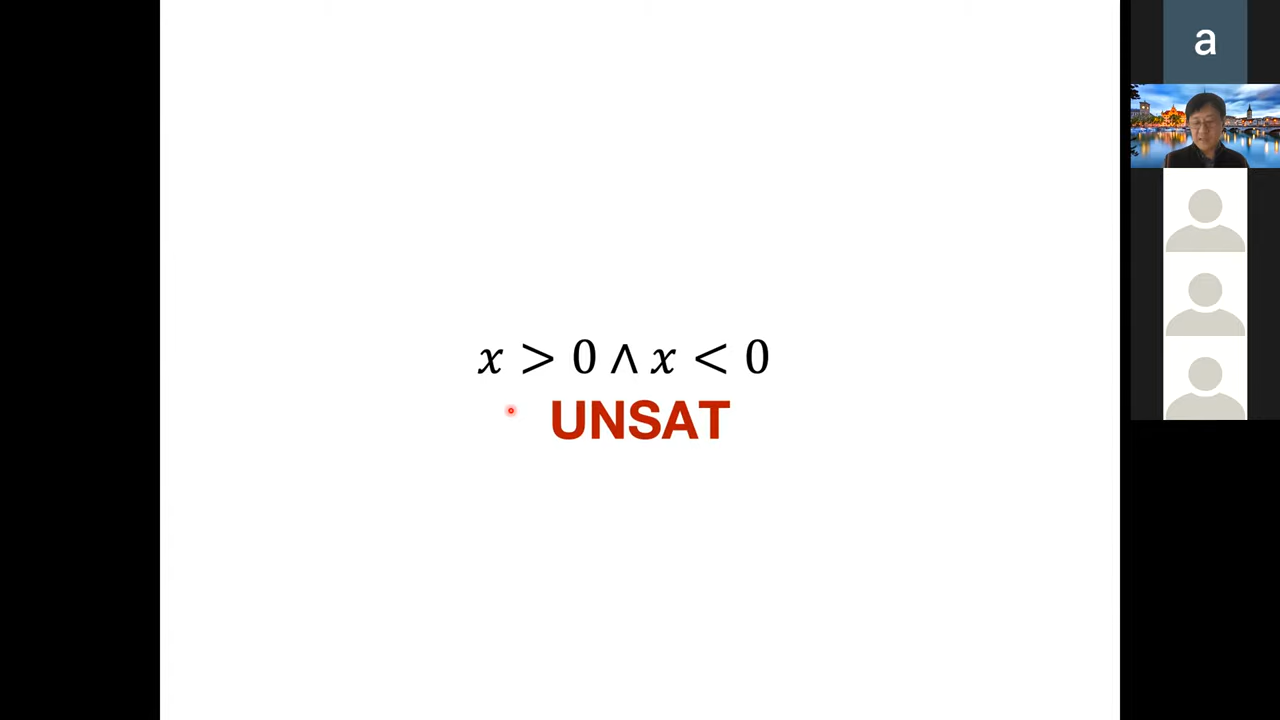 x > 0 ∧ x < 0
UNSAT
a